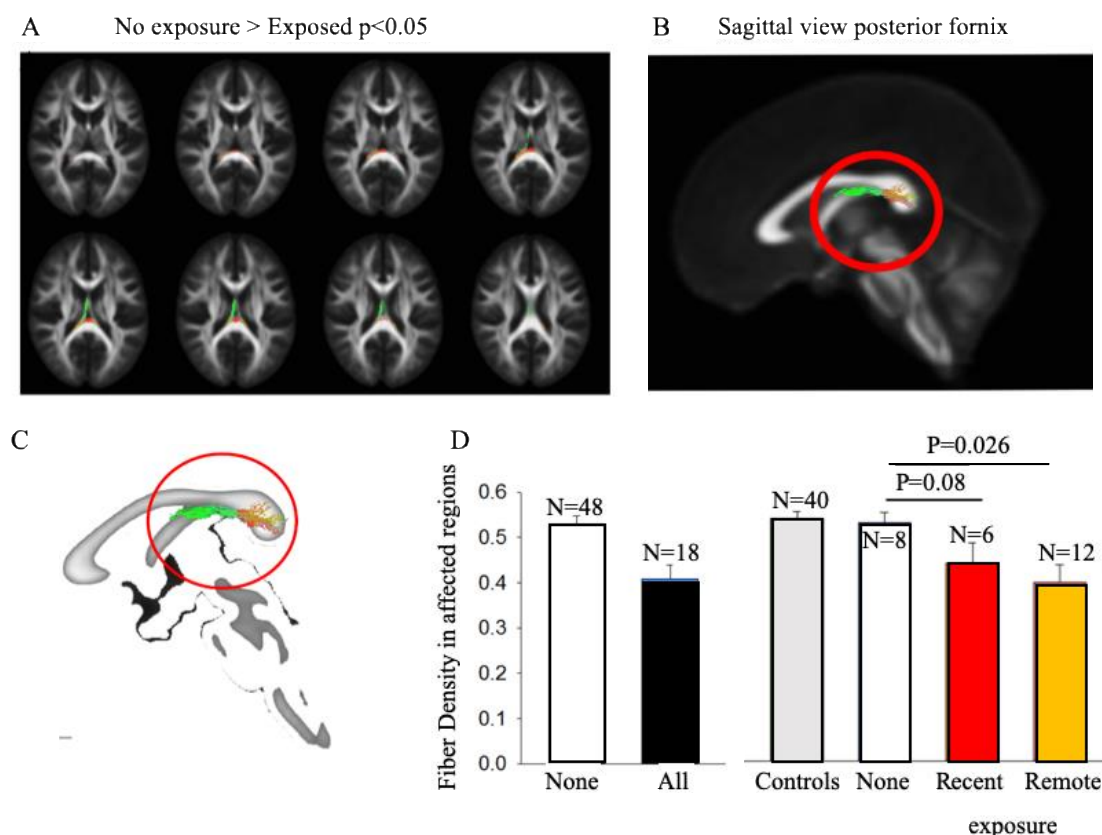 A
No exposure > Exposed p<0.05
B
Sagittal view posterior fornix
C
D
P=0.026
P=0.08
Fiber Density in affected regions
0.6
0.5
0.4
0.3
0.2
0.1
0.0
N=48
N=18
N=40
N=8
N=6
N=12
None
All
Controls
None
Recent
Remote
exposure